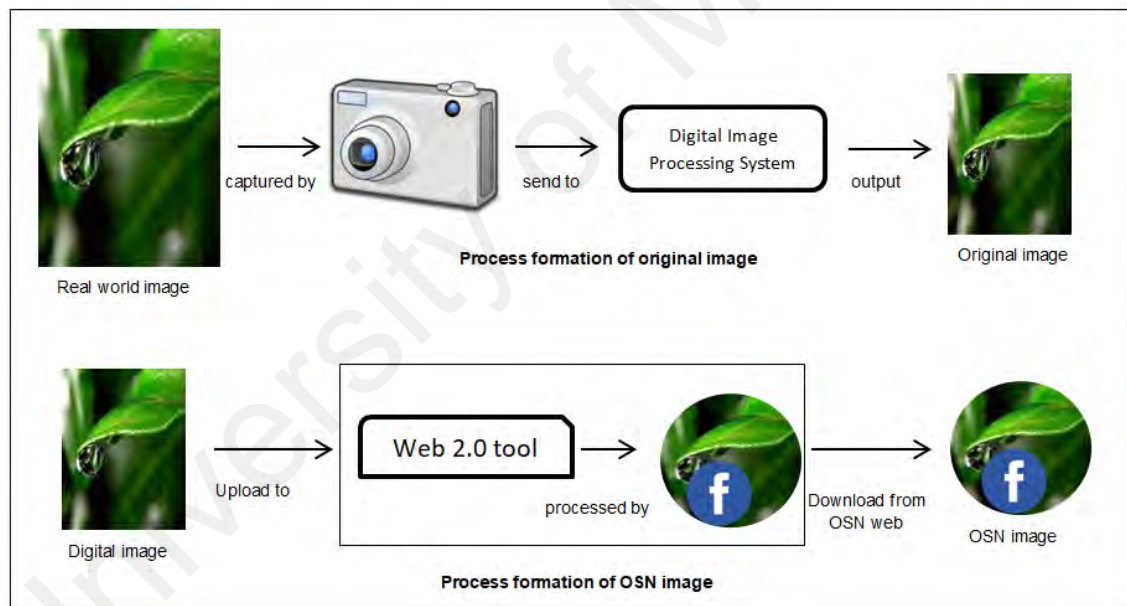 captured by
send to
Digital Image
Processing System
output
Process formation of original image
Original image
Real world image
Upload to
Web 2.0 tool
processed by
f
Download from
OSN web
f
Digital image
OSN image
Process formation of OSN image
University of M